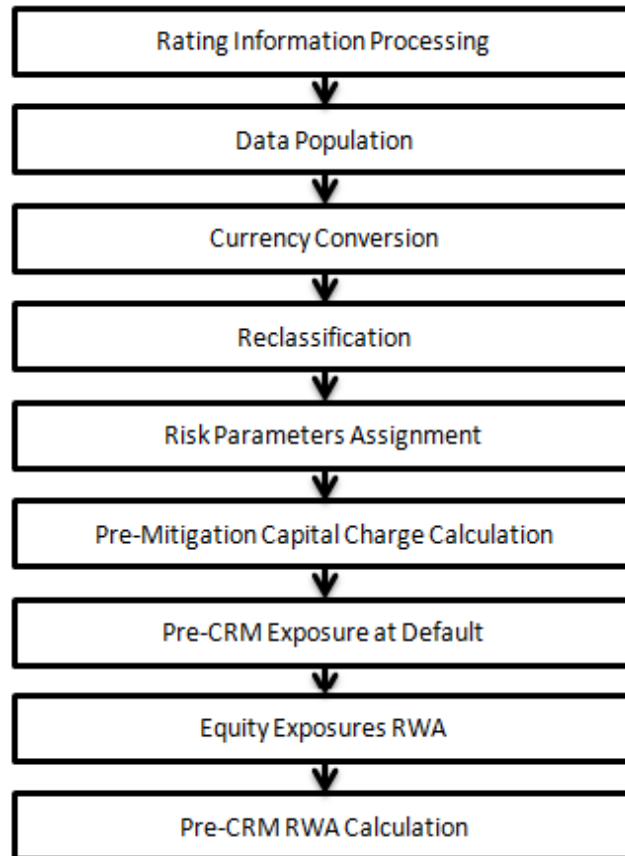 Rating Information Processing
Data Population
Currency Conversion
Reclassification
Risk Parameters Assignment
Pre-Mitigation Capital Charge Calculation
Pre-CRM Exposure at Default
Equity Exposures RWA
Pre-CRM RWA Calculation